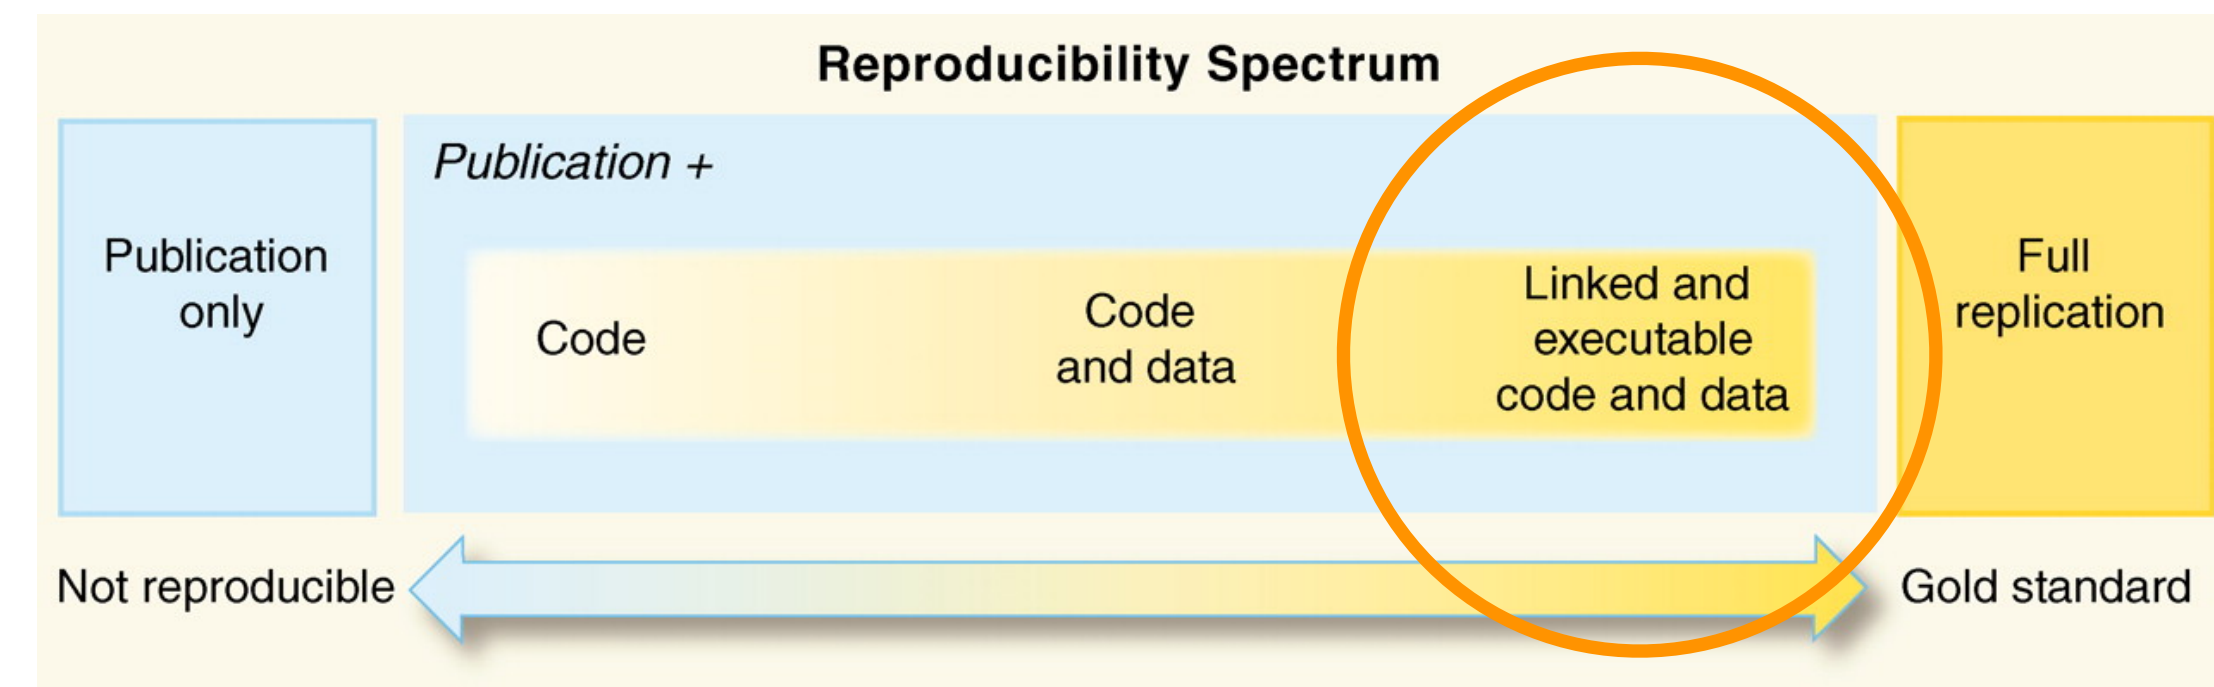 Reproducibility Spectrum
Publication
only
Publication +
Code
Code
and data
Linked and
executable
code and data
Full
replication
Not reproducible
Gold standard